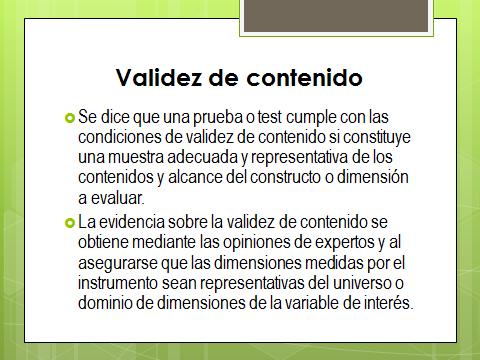 Validez de contenido
Se dice que una prueba o test cumple con las
condiciones de validez de contenido si constituye
una muestra adecuada y representativa de los
contenidos y alcance del constructo o dimensión
a evaluar.
La evidencia sobre la validez de contenido se
obtiene mediante las opiniones de expertos y al
asegurarse que las dimensiones medidas por el
instrumento sean representativas del universo o
dominio de dimensiones de la variable de interés.